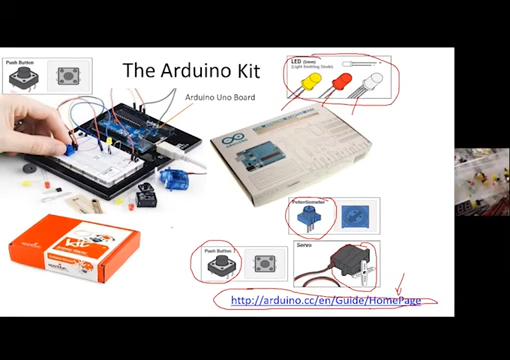 Push Button
The Arduino Kit
Arduino Uno Board
LED (5mm)
(Light Emitting Diode)
Potentiometer
Push Button
Servo
http://arduino.cc/en/Guide/HomePage